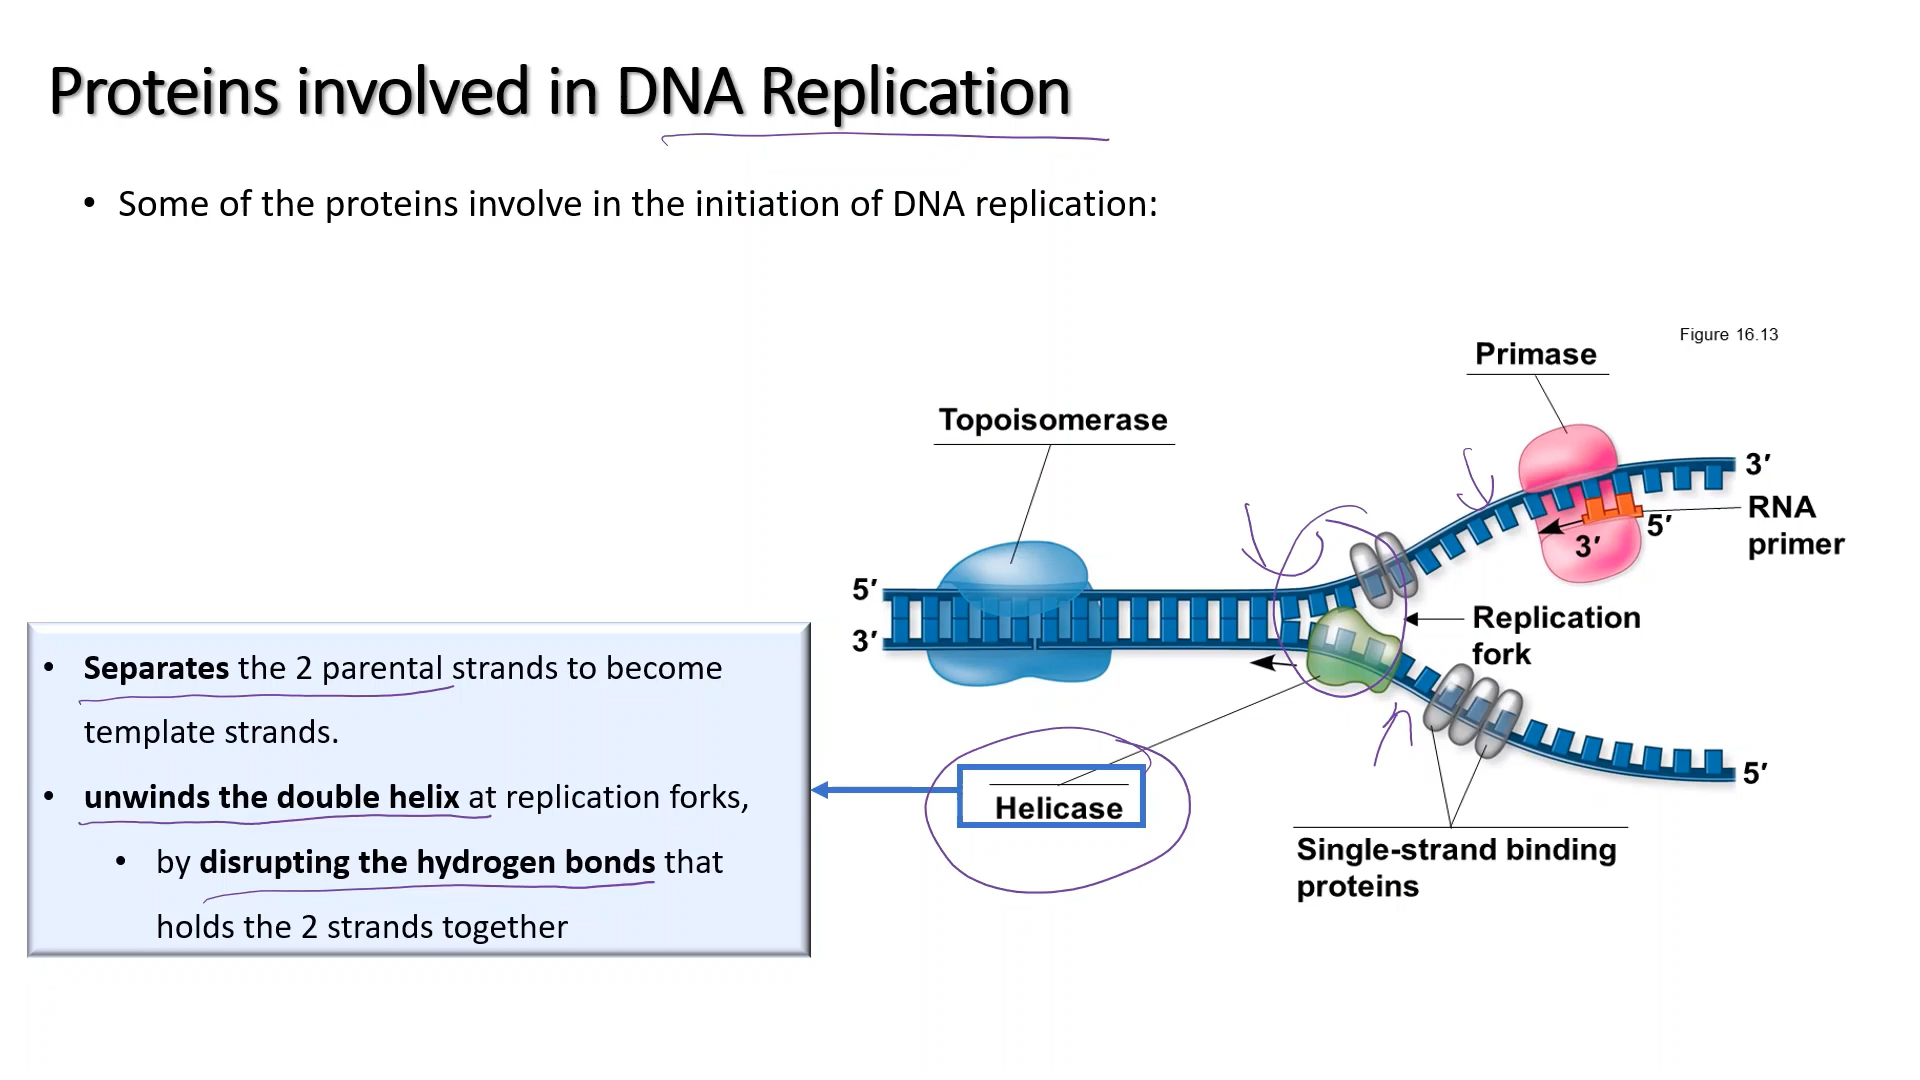 Proteins involved in DNA Replication
• Some of the proteins involve in the initiation of DNA replication:
Figure 16.13
Primase
Topoisomerase
3′
RNA
primer
5′
3′
5′
3′
Replication
fork
5′
Helicase
Single-strand binding
proteins
• Separates the 2 parental strands to become
template strands.
• unwinds the double helix at replication forks,
• by disrupting the hydrogen bonds that
holds the 2 strands together